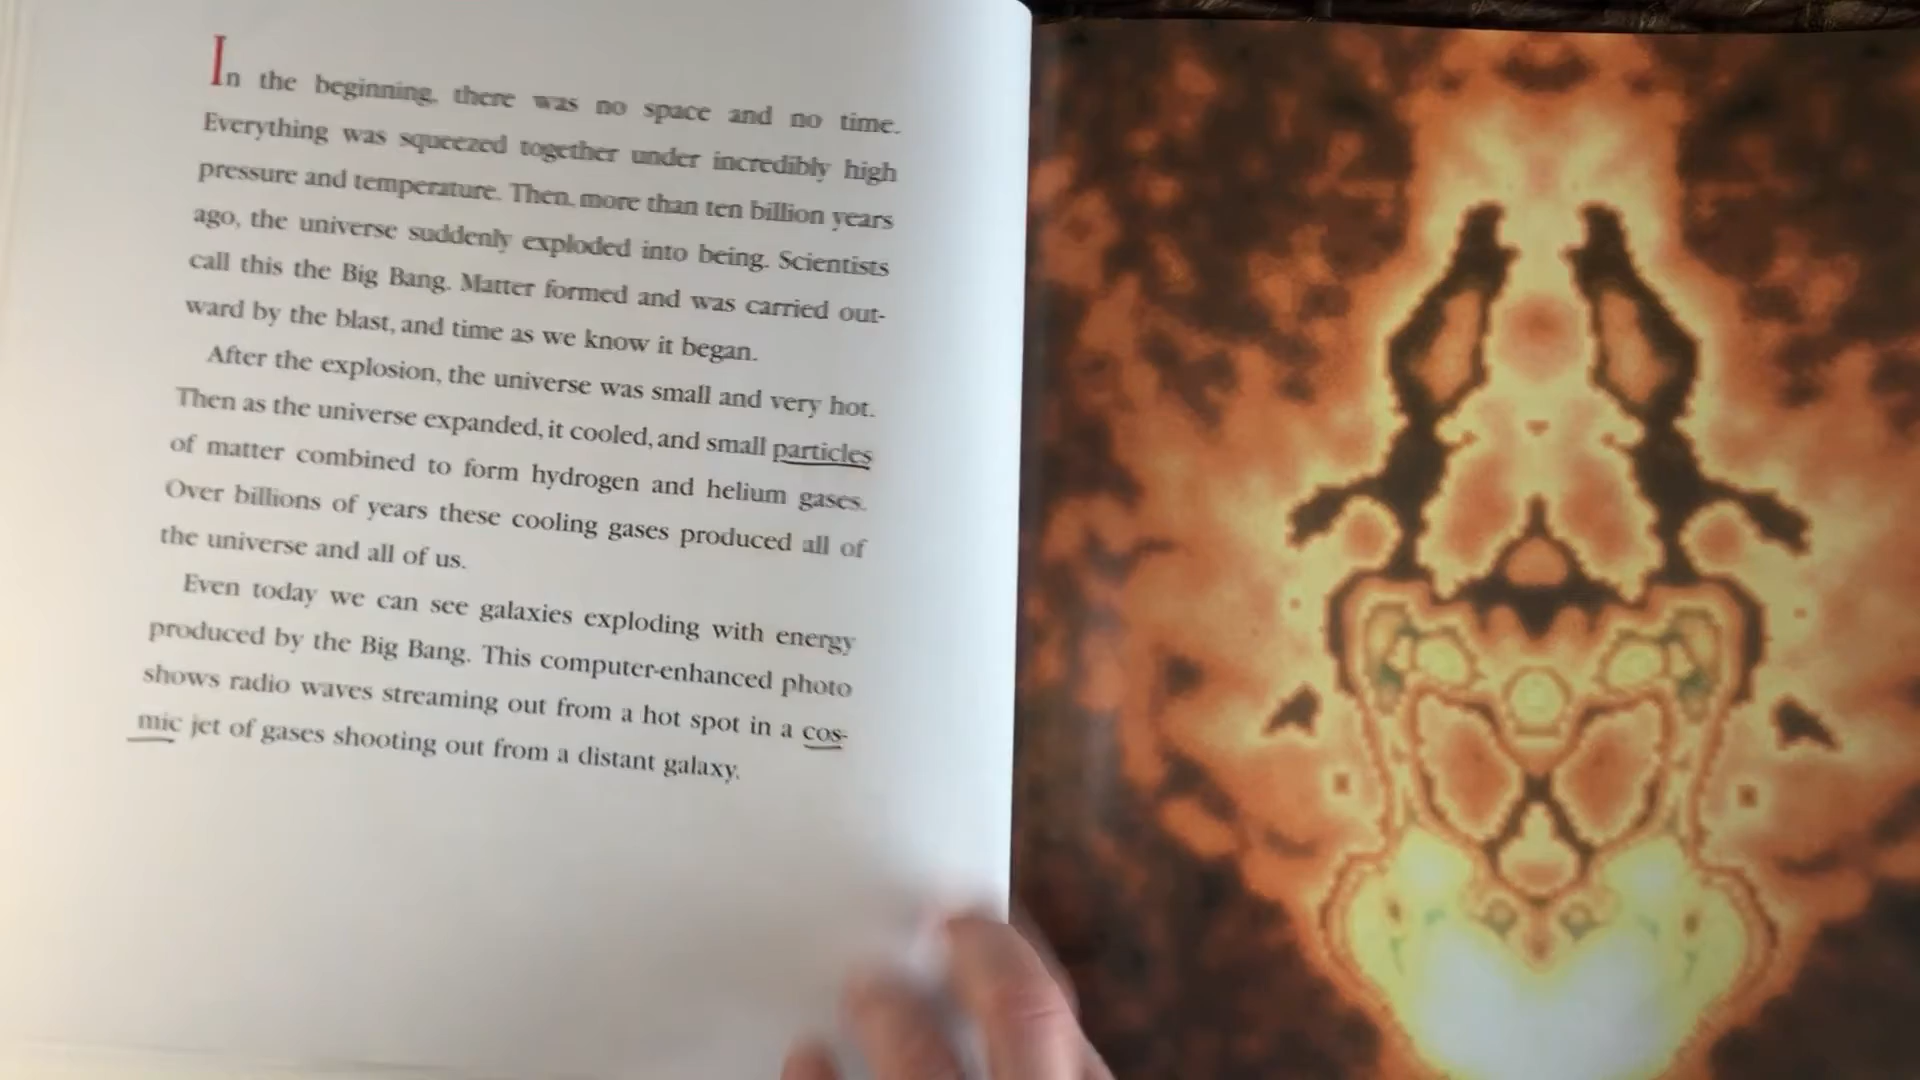 In the beginning, there was no space and no time.
Everything was squeezed together under incredibly high
pressure and temperature. Then, more than ten billion years
ago, the universe suddenly exploded into being. Scientists
call this the Big Bang. Matter formed and was carried out-
ward by the blast, and time as we know it began.
After the explosion, the universe was small and very hot.
Then as the universe expanded, it cooled, and small particles
of matter combined to form hydrogen and helium gases.
Over billions of years these cooling gases produced all of
the universe and all of us.
Even today we can see galaxies exploding with energy
produced by the Big Bang. This computer-enhanced photo
shows radio waves streaming out from a hot spot in a cos-
mic jet of gases shooting out from a distant galaxy.